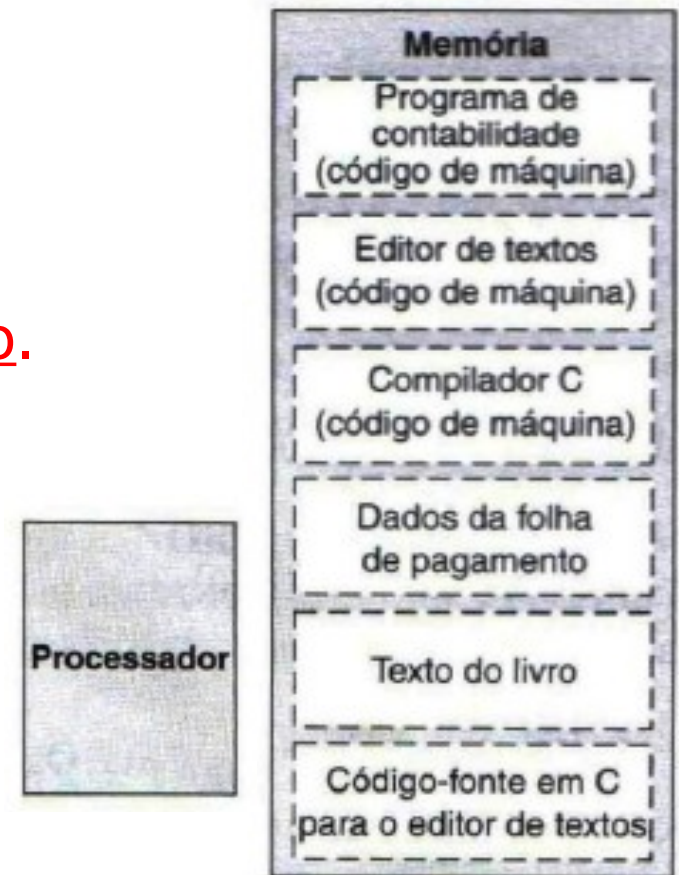 o.
Memória
Programa de
contabilidade
(código de máquina)
Editor de textos
(código de máquina)
Compilador C
(código de máquina)
Dados da folha
de pagamento
Processador
Texto do livro
Código-fonte em C
para o editor de textos